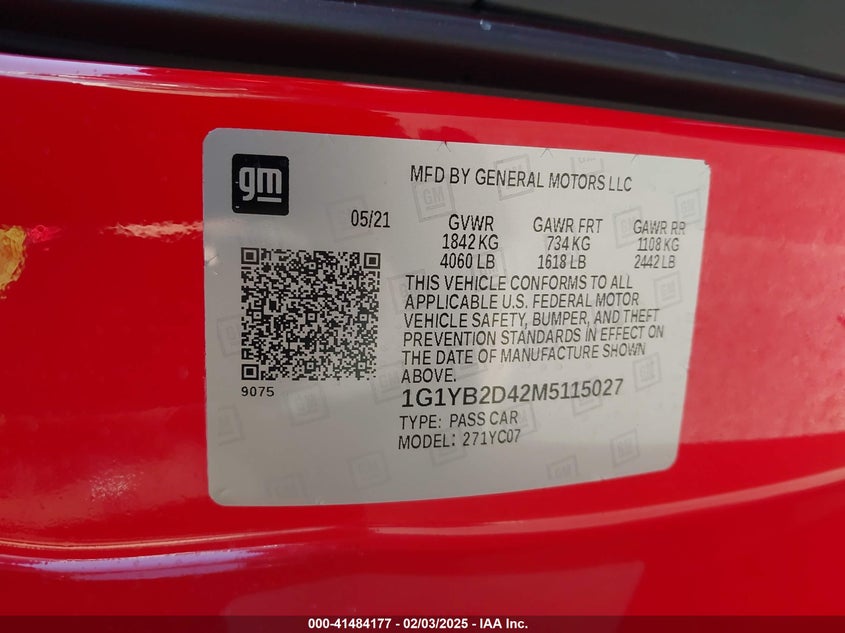 gm
MFD BY GENERAL MOTORS LLC
05/21 GVWR GAWR FRT GAWR RR
1842 KG 734 KG 1108 KG
4060 LB 1618 LB 2442 LB
THIS VEHICLE CONFORMS TO ALL
APPLICABLE U.S. FEDERAL MOTOR
VEHICLE SAFETY, BUMPER, AND THEFT
PREVENTION STANDARDS IN EFFECT ON
THE DATE OF MANUFACTURE SHOWN
ABOVE.
9075
1G1YB2D42M5115027
TYPE: PASS CAR
MODEL: 271YC07
000-41484177 - 02/03/2025 - IAA Inc.